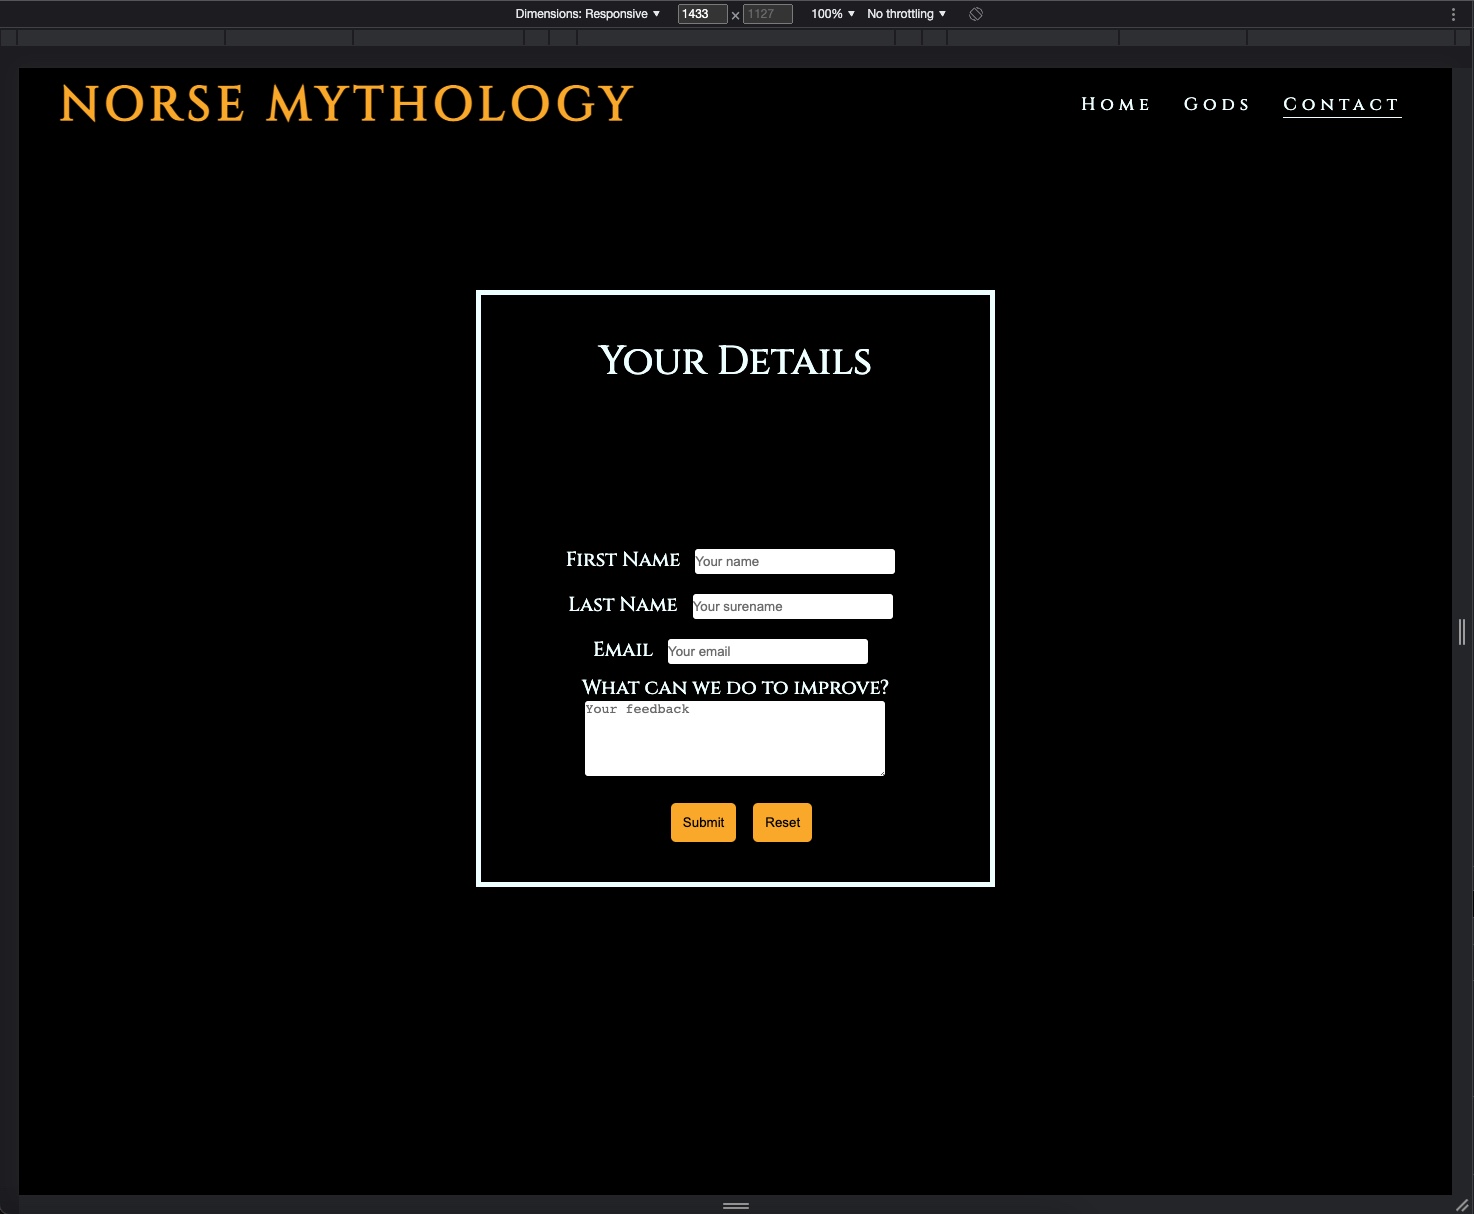 Dimensions: Responsive ▼ 1433 × 1127 100% ▼ No throttling ▼
NORSE MYTHOLOGY
Home Gods Contact
Your Details
First Name Your name
Last Name Your surename
Email Your email
What can we do to improve?
Your feedback
Submit Reset